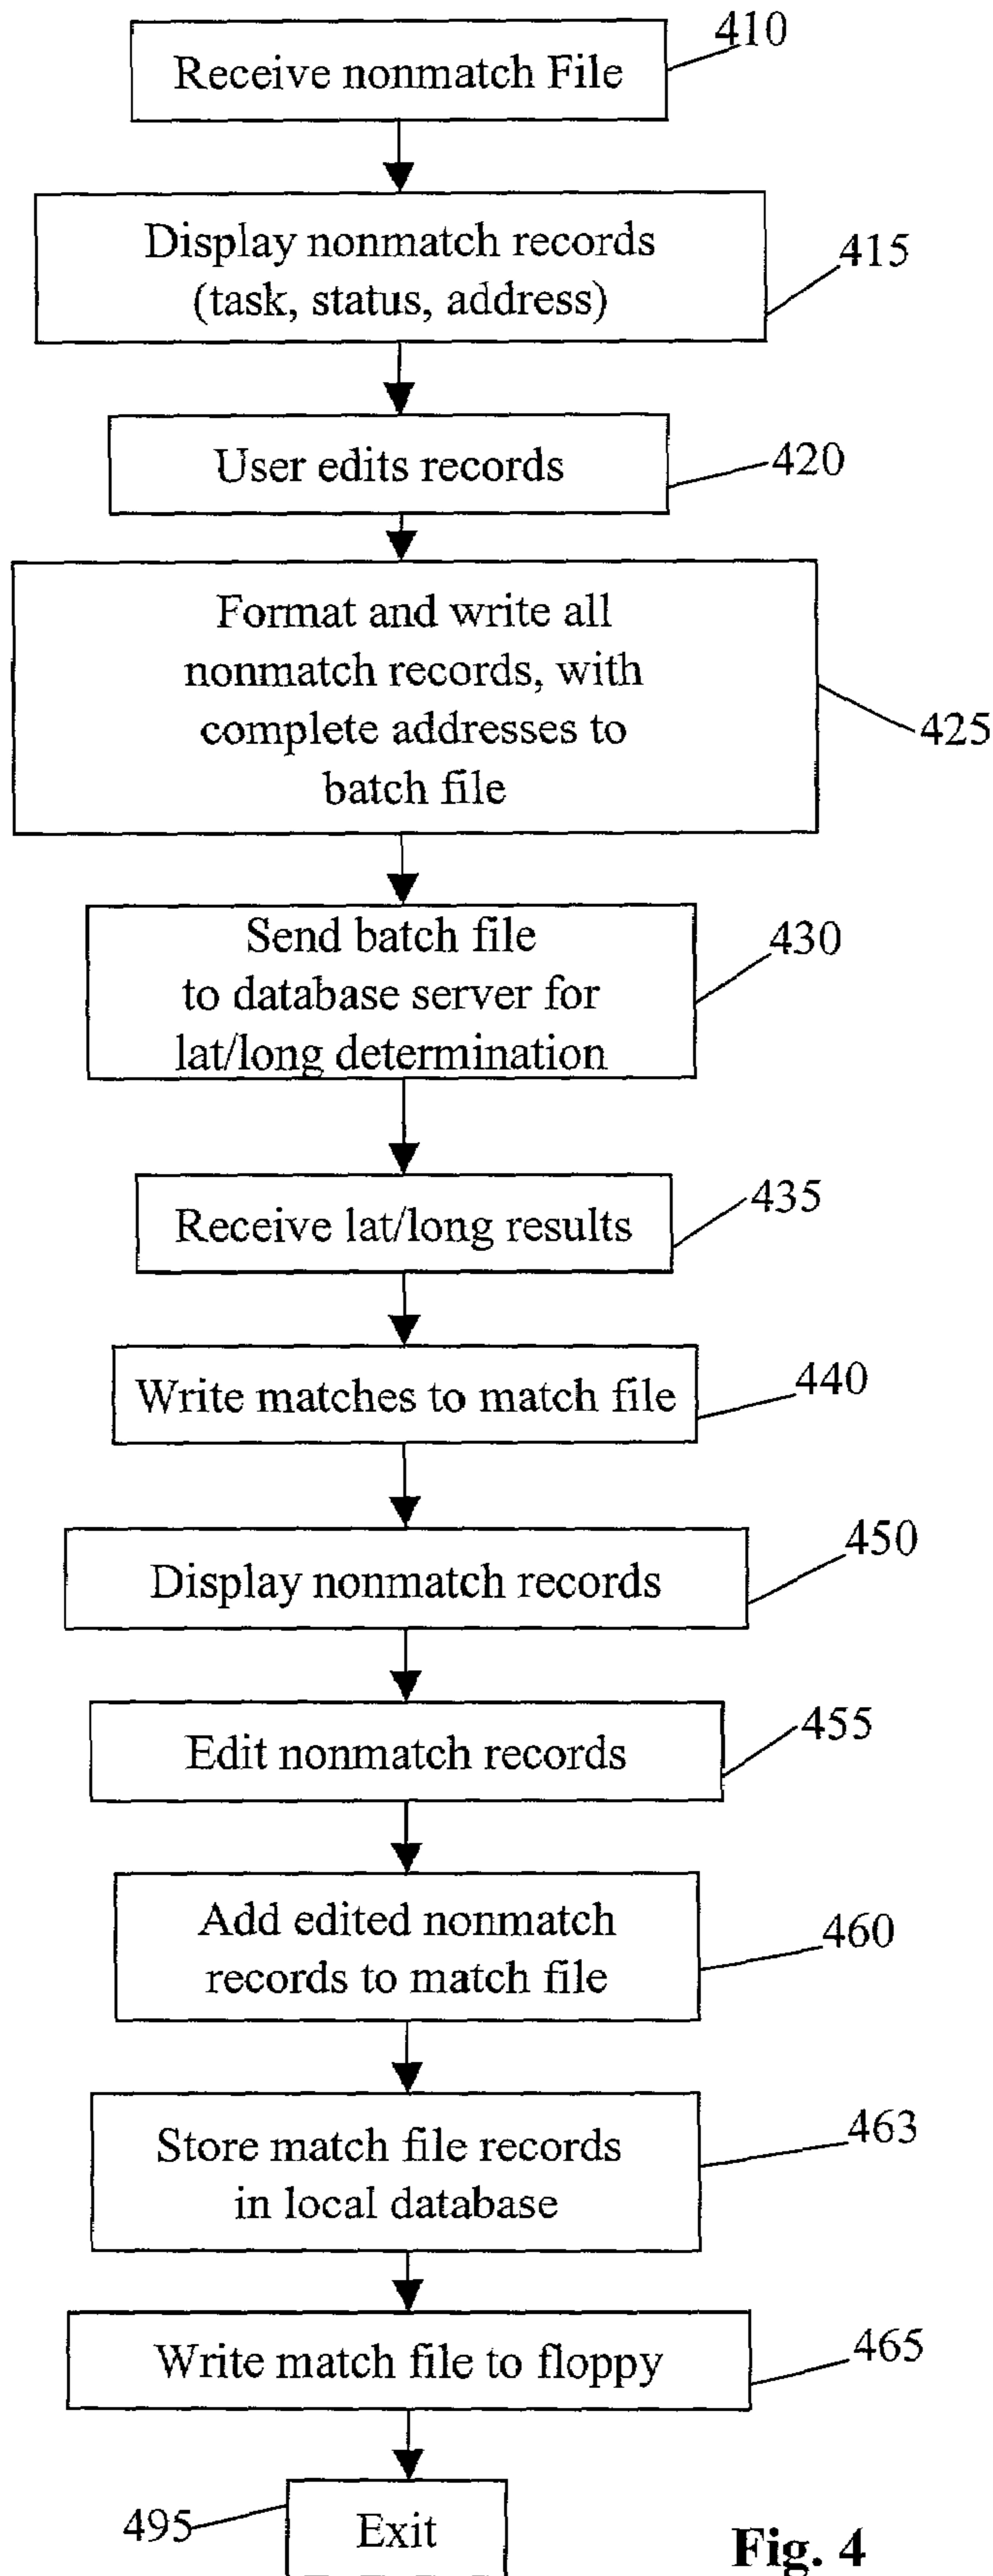 410
Receive nonmatch File
Display nonmatch records
(task, status, address)
415
User edits records
420
Format and write all
nonmatch records, with
complete addresses to
batch file
425
Send batch file
to database server for
lat/long determination
430
Receive lat/long results
435
Write matches to match file
440
Display nonmatch records
450
Edit nonmatch records
455
Add edited nonmatch
records to match file
460
Store match file records
in local database
463
Write match file to floppy
465
495
Exit
Fig. 4